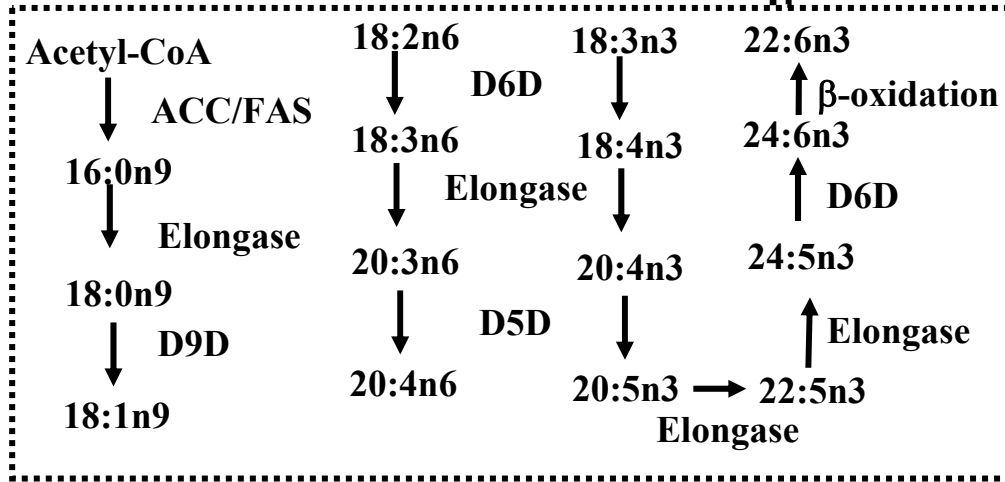 Acetyl-CoA
ACC/FAS
16:0n9
Elongase
18:0n9
D9D
18:1n9
18:2n6
D6D
18:3n6
Elongase
20:3n6
D5D
20:4n6
18:3n3
18:4n3
20:4n3
20:5n3
Elongase
22:5n3
Elongase
24:5n3
D6D
24:6n3
β-oxidation
22:6n3